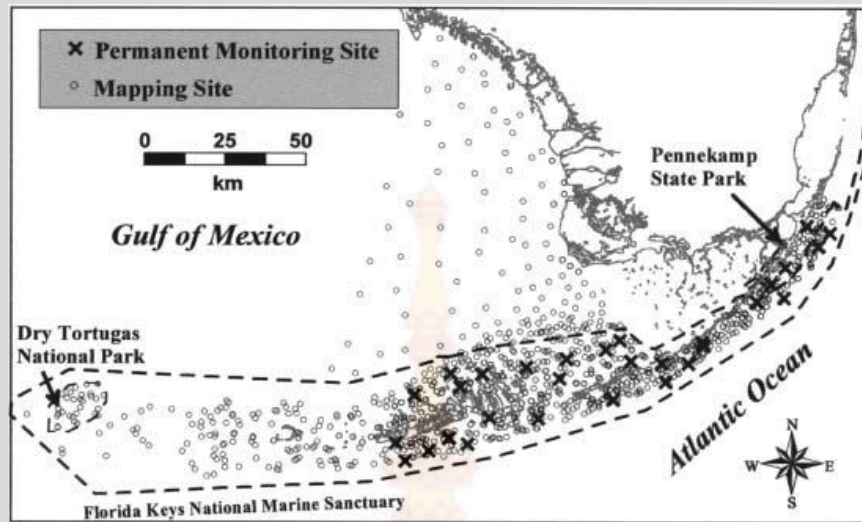 Permanent Monitoring Site
Mapping Site
0 25 50
km
Pennekamp
State Park
Gulf of Mexico
Dry Tortugas
National Park
Atlantic Ocean
N
W E
S
Florida Keys National Marine Sanctuary